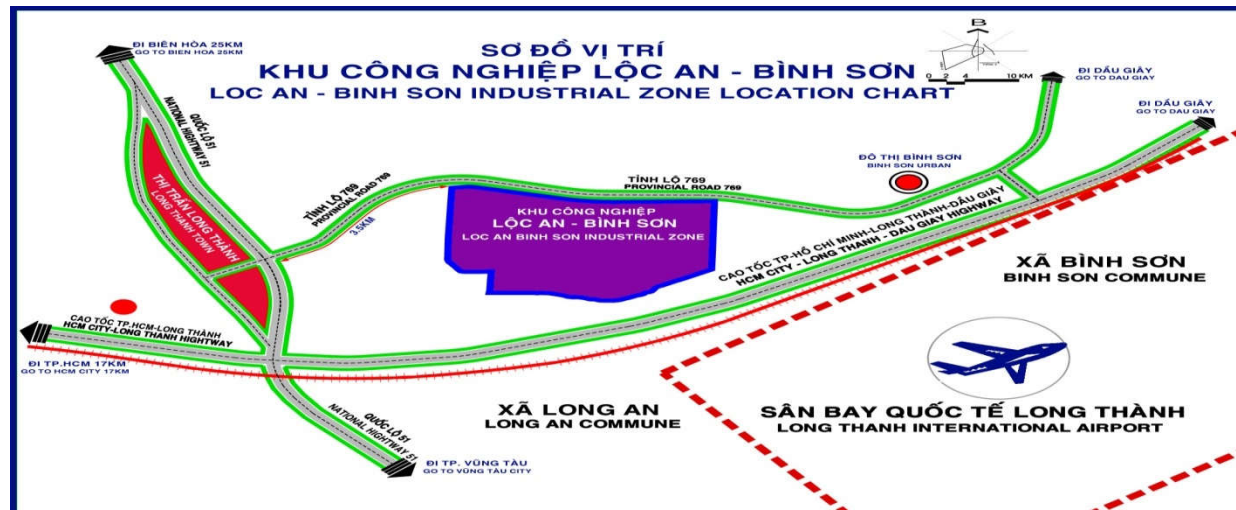 ĐI BIÊN HÒA 25KM
GO TO BIEN HOA 25KM
SƠ ĐỒ VỊ TRÍ
KHU CÔNG NGHIỆP LỘC AN - BÌNH SƠN
LOC AN - BINH SON INDUSTRIAL ZONE LOCATION CHART
B
0 2 4 10 KM
ĐI DẦU GIÂY
GO TO DAU GIAY
ĐI DẦU GIÂY
GO TO DAU GIAY
QUỐC LỘ 51
NATIONAL HIGHTWAY 51
THỊ TRẤN LONG THÀNH
LONG THANH TOWN
TỈNH LỘ 769
PROVINCIAL ROAD 769
3.5KM
TỈNH LỘ 769
PROVINCIAL ROAD 769
ĐÔ THỊ BÌNH SƠN
BINH SON URBAN
KHU CÔNG NGHIỆP
LỘC AN - BÌNH SƠN
LOC AN BINH SON INDUSTRIAL ZONE
CAO TỐC TP-HỒ CHÍ MINH-LONG THÀNH-DẦU GIÂY
HCM CITY - LONG THANH - DAU GIAY HIGHWAY
XÃ BÌNH SƠN
BINH SON COMMUNE
CAO TỐC TP.HCM-LONG THÀNH
HCM CITY-LONG THANH HIGHWAY
ĐI TP.HCM 17KM
GO TO HCM CITY 17KM
QUỐC LỘ 51
NATIONAL HIGHTWAY 51
ĐI TP. VŨNG TÀU
GO TO VŨNG TÀU CITY
XÃ LONG AN
LONG AN COMMUNE
SÂN BAY QUỐC TẾ LONG THÀNH
LONG THANH INTERNATIONAL AIRPORT